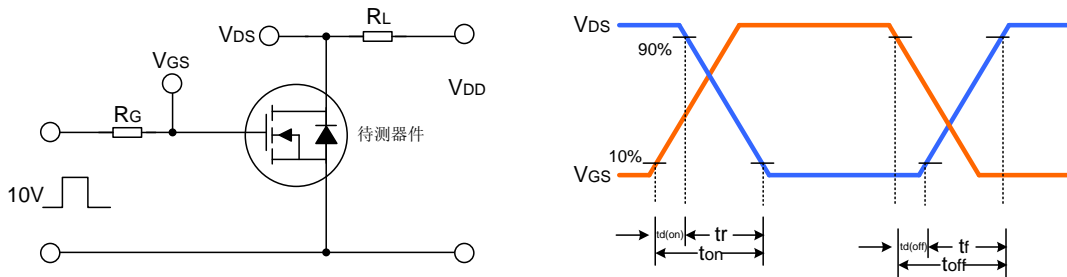 VDS
RL
VGS
VDD
RG
待测器件
10V
VDS
90%
10%
VGS
td(on)
tr
ton
td(off)
tf
toff